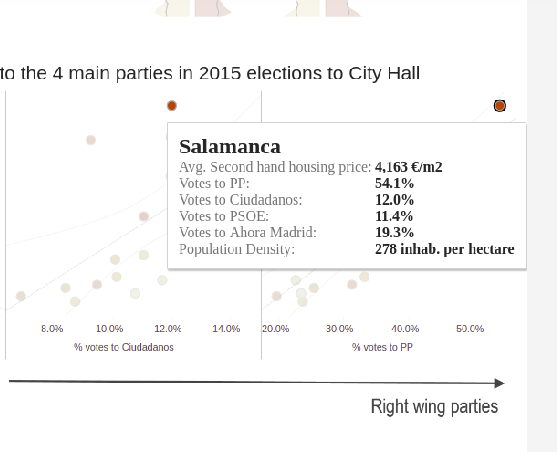 to the 4 main parties in 2015 elections to City Hall
Salamanca
Avg. Second hand housing price: 4,163 €/m2
Votes to PP: 54.1%
Votes to Ciudadanos: 12.0%
Votes to PSOE: 11.4%
Votes to Ahora Madrid: 19.3%
Population Density: 278 inhab. per hectare
8.0% 10.0% 12.0% 14.0% 20.0% 30.0% 40.0% 50.0%
% votes to Ciudadanos % votes to PP
Right wing parties